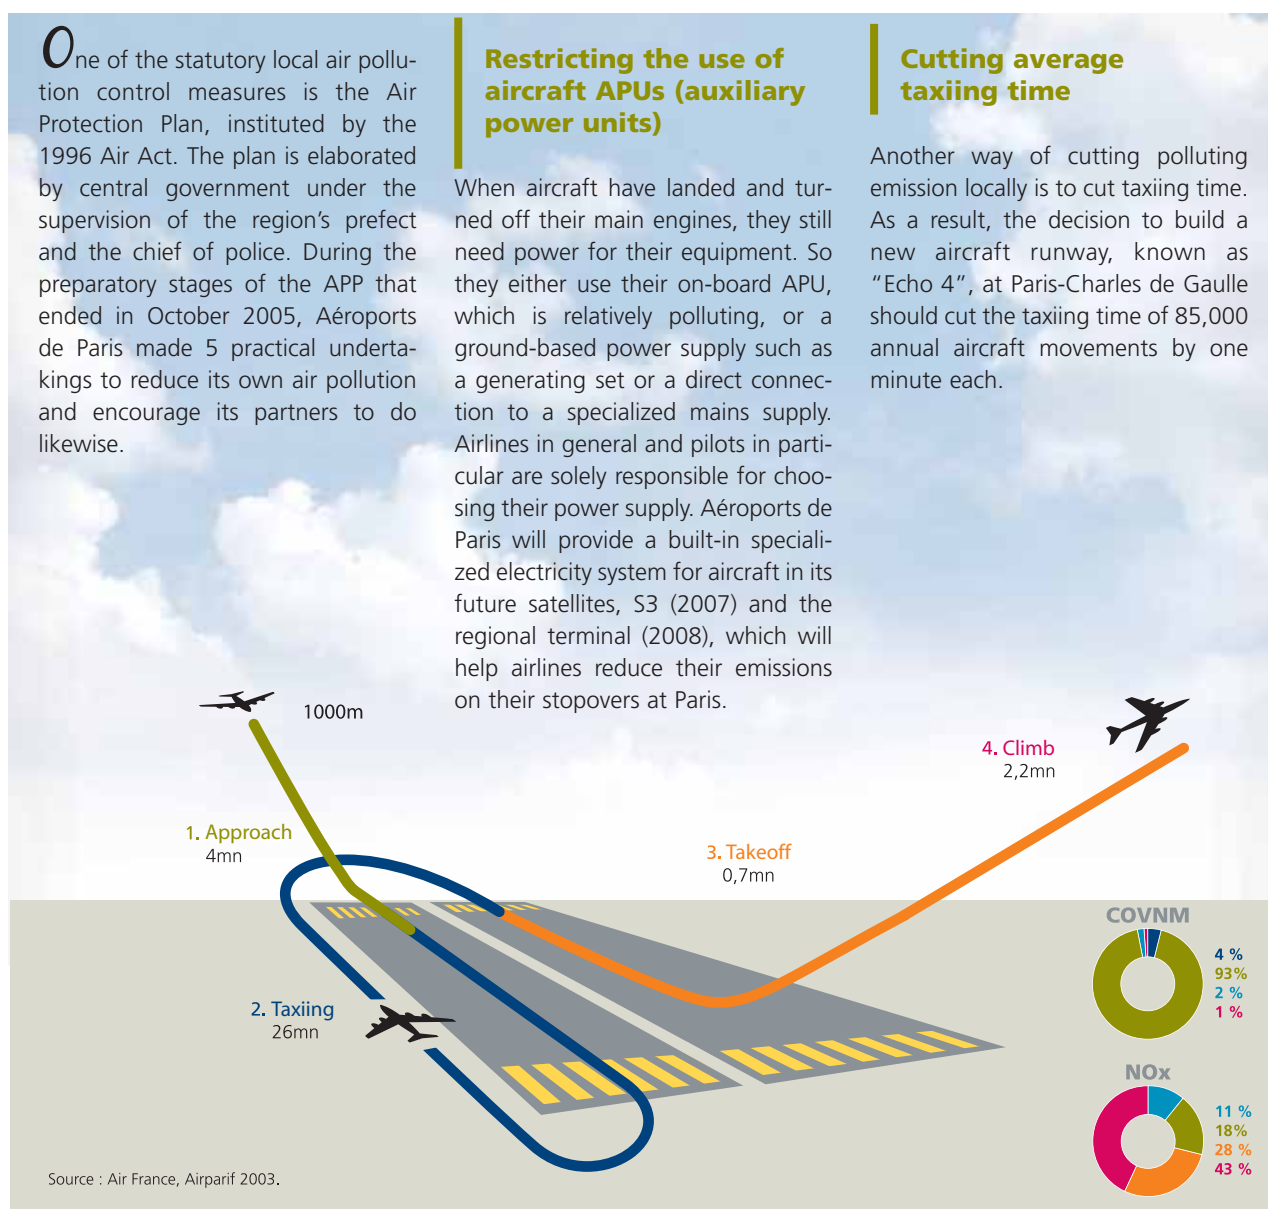 One of the statutory local air pollu-
tion control measures is the Air
Protection Plan, instituted by the
1996 Air Act. The plan is elaborated
by central government under the
supervision of the region's prefect
and the chief of police. During the
preparatory stages of the APP that
ended in October 2005, Aéroports
de Paris made 5 practical underta-
kings to reduce its own air pollution
and encourage its partners to do
likewise.
Restricting the use of
aircraft APUs (auxiliary
power units)
When aircraft have landed and tur-
ned off their main engines, they still
need power for their equipment. So
they either use their on-board APU,
which is relatively polluting, or a
ground-based power supply such as
a generating set or a direct connec-
tion to a specialized mains supply.
Airlines in general and pilots in parti-
cular are solely responsible for choo-
sing their power supply. Aéroports de
Paris will provide a built-in speciali-
zed electricity system for aircraft in its
future satellites, S3 (2007) and the
regional terminal (2008), which will
help airlines reduce their emissions
on their stopovers at Paris.
Cutting average
taxiing time
Another way of cutting polluting
emission locally is to cut taxiing time.
As a result, the decision to build a
new aircraft runway, known as
“Echo 4”, at Paris-Charles de Gaulle
should cut the taxiing time of 85,000
annual aircraft movements by one
minute each.
1000m
1. Approach
4mn
2. Taxiing
26mn
3. Takeoff
0,7mn
4. Climb
2,2mn
COVNM
4 %
93%
2 %
1 %
NOx
11 %
18%
28 %
43 %
Source : Air France, Airparif 2003.